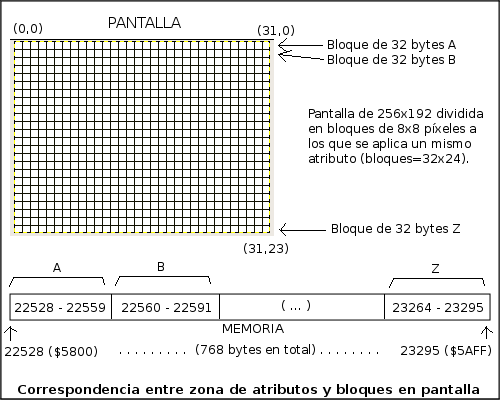 PANTALLA
(0,0)
(31,0)
Bloque de 32 bytes A
Bloque de 32 bytes B
Pantalla de 256x192 dividida
en bloques de 8x8 píxeles a
los que se aplica un mismo
atributo (bloques=32x24).
Bloque de 32 bytes Z
(31,23)
A
B
Z
22528 - 22559
22560 - 22591
( ... )
23264 - 23295
MEMORIA
22528 ($5800) . . . . . . . . . (768 bytes en total) . . . . . . . . 23295 ($5AFF)
Correspondencia entre zona de atributos y bloques en pantalla